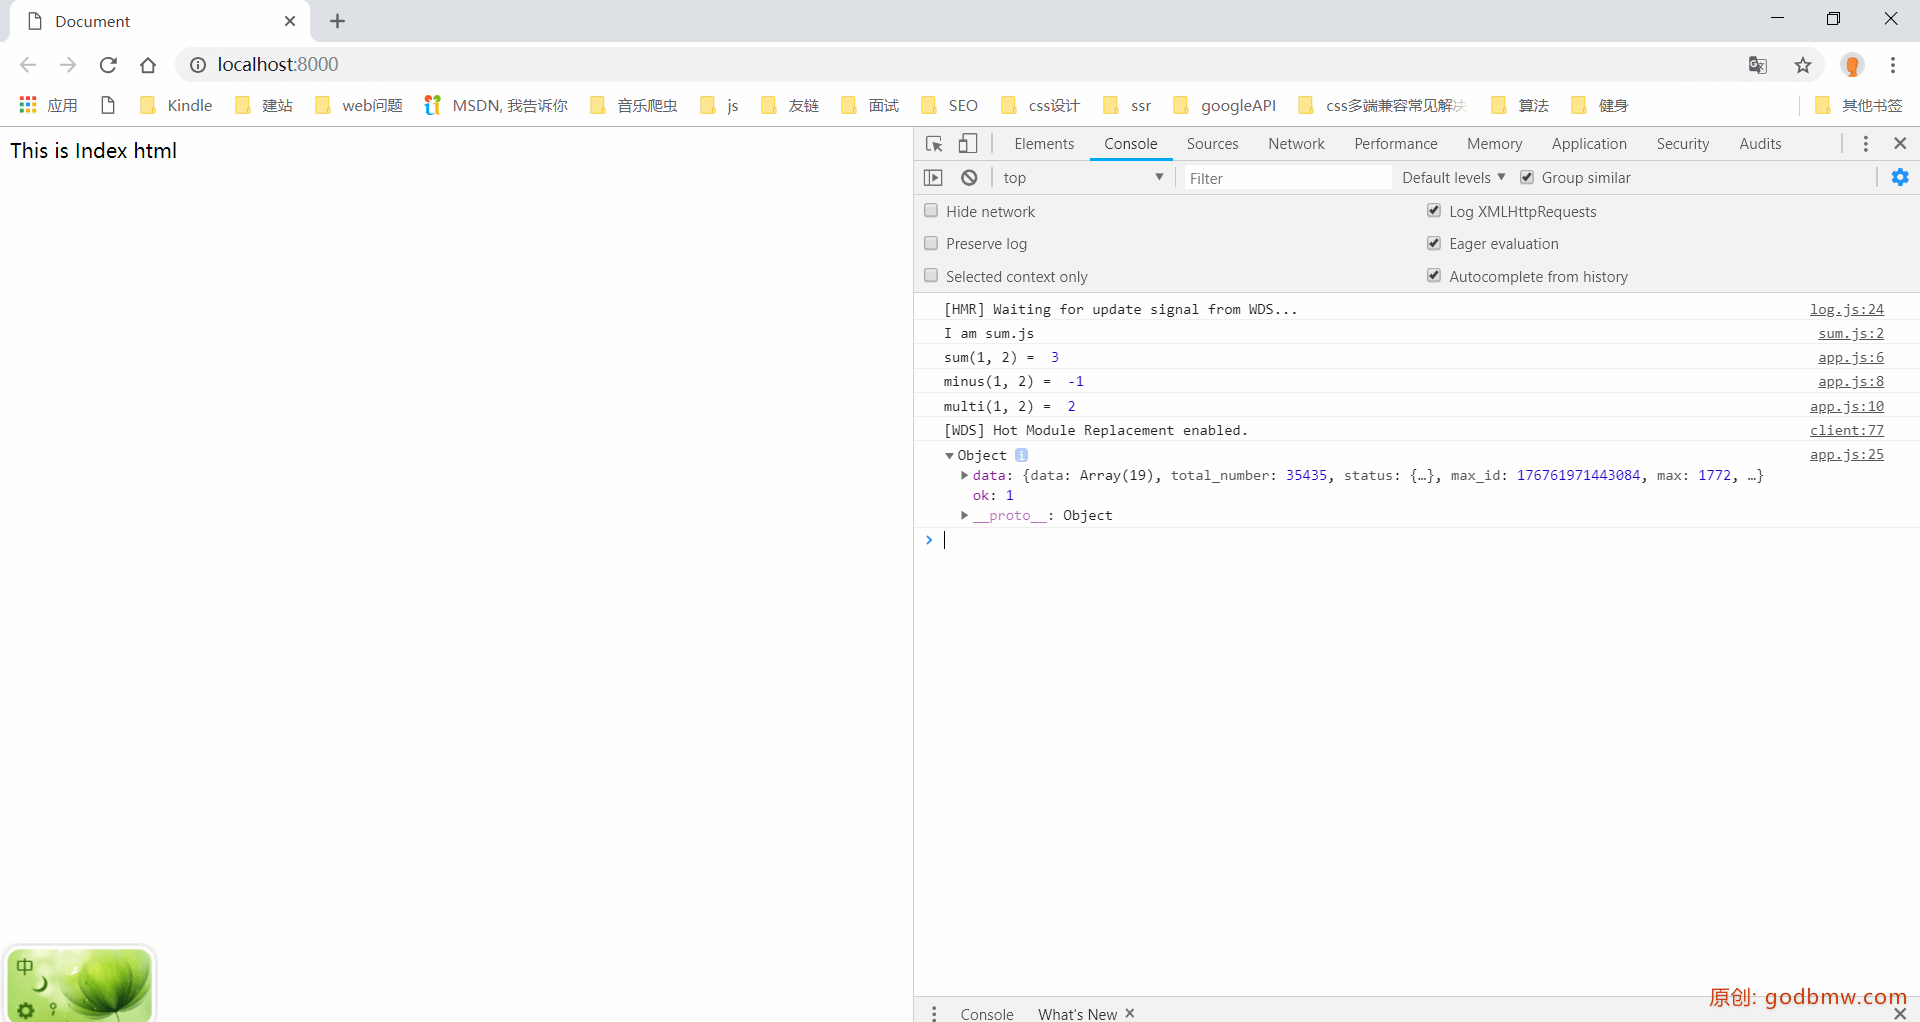 Document
localhost:8000
应用 Kindle 建站 web问题 MSDN, 我告诉你 音乐爬虫 js 友链 面试 SEO css设计 ssr googleAPI css多端兼容常见解决 算法 健身 其他书签
This is Index html
Elements Console Sources Network Performance Memory Application Security Audits
top Filter Default levels Group similar
Hide network Log XMLHttpRequests
Preserve log Eager evaluation
Selected context only Autocomplete from history
[HMR] Waiting for update signal from WDS... log.js:24
I am sum.js sum.js:2
sum(1, 2) = 3 app.js:6
minus(1, 2) = -1 app.js:8
multi(1, 2) = 2 app.js:10
[WDS] Hot Module Replacement enabled. client:77
Object i app.js:25
data: {data: Array(19), total_number: 35435, status: {…}, max_id: 176761971443084, max: 1772, …}
ok: 1
__proto__: Object
中
原创: godbmw.com
Console What's New